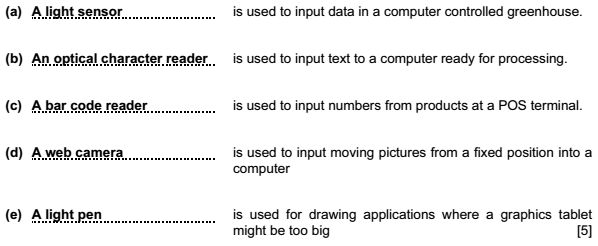 (a) A light sensor is used to input data in a computer controlled greenhouse.
(b) An optical character reader is used to input text to a computer ready for processing.
(c) A bar code reader is used to input numbers from products at a POS terminal.
(d) A web camera is used to input moving pictures from a fixed position into a
computer
(e) A light pen is used for drawing applications where a graphics tablet
might be too big [5]